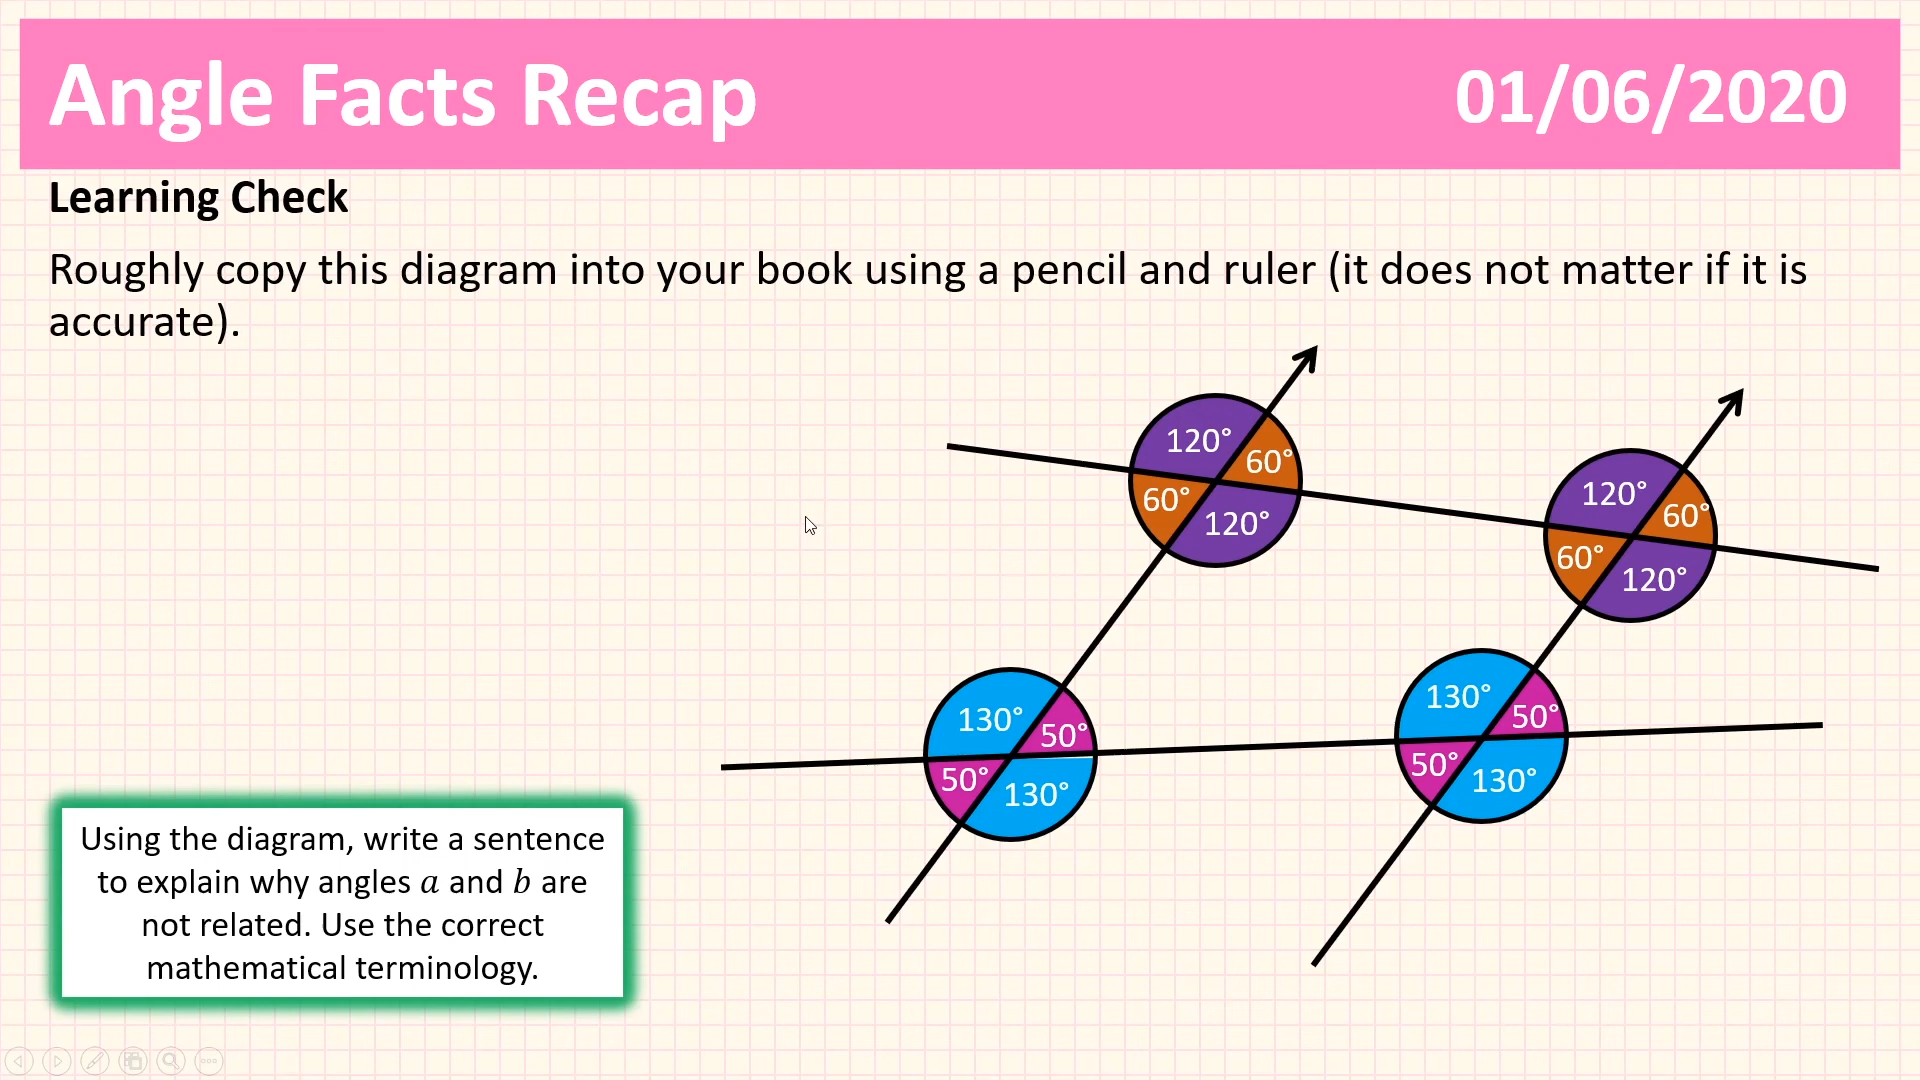 Angle Facts Recap
01/06/2020
Learning Check
Roughly copy this diagram into your book using a pencil and ruler (it does not matter if it is
accurate).
120°
60°
60°
120°
120°
60°
60°
120°
130°
50°
50°
130°
130°
50°
50°
130°
Using the diagram, write a sentence
to explain why angles a and b are
not related. Use the correct
mathematical terminology.